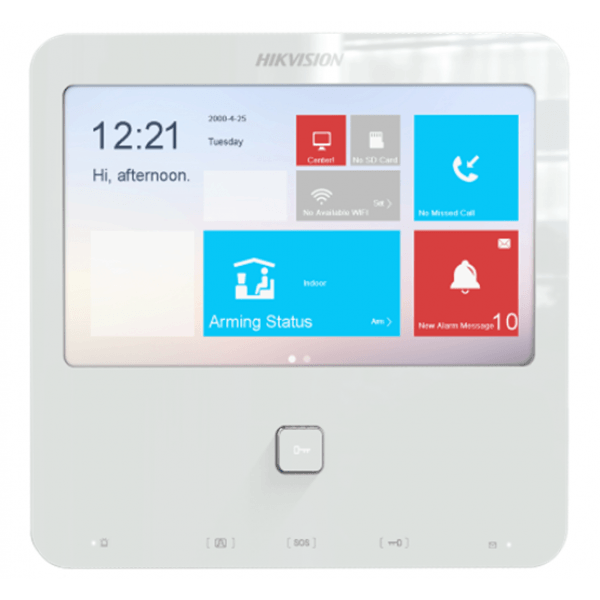 HIKVISION
12:21
2000-4-25
Tuesday
Hi, afternoon.
Center!
No SD Card
No Available WIFI
Set >
No Missed Call
Indoor
Arming Status
Arm >
New Alarm Message 10
[ SOS ]